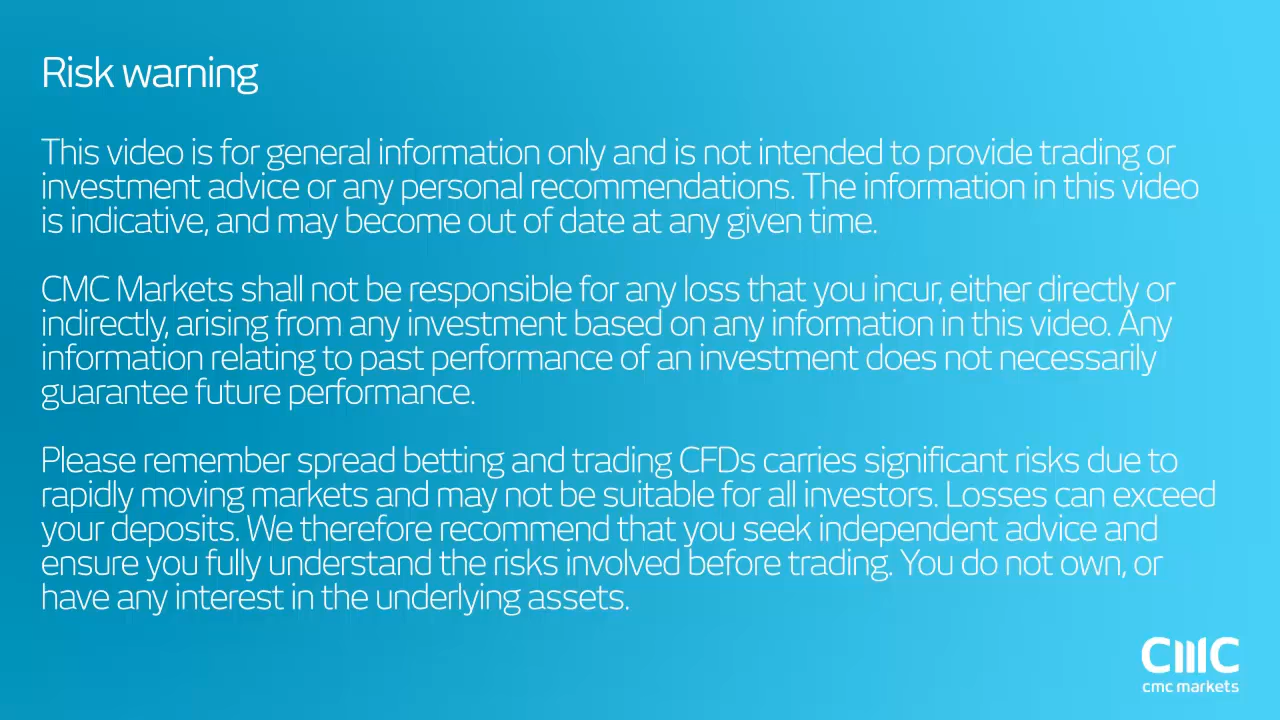 Risk warning
This video is for general information only and is not intended to provide trading or
investment advice or any personal recommendations. The information in this video
is indicative, and may become out of date at any given time.
CMC Markets shall not be responsible for any loss that you incur, either directly or
indirectly, arising from any investment based on any information in this video. Any
information relating to past performance of an investment does not necessarily
guarantee future performance.
Please remember spread betting and trading CFDs carries significant risks due to
rapidly moving markets and may not be suitable for all investors. Losses can exceed
your deposits. We therefore recommend that you seek independent advice and
ensure you fully understand the risks involved before trading. You do not own, or
have any interest in the underlying assets.
CMC
cmc markets